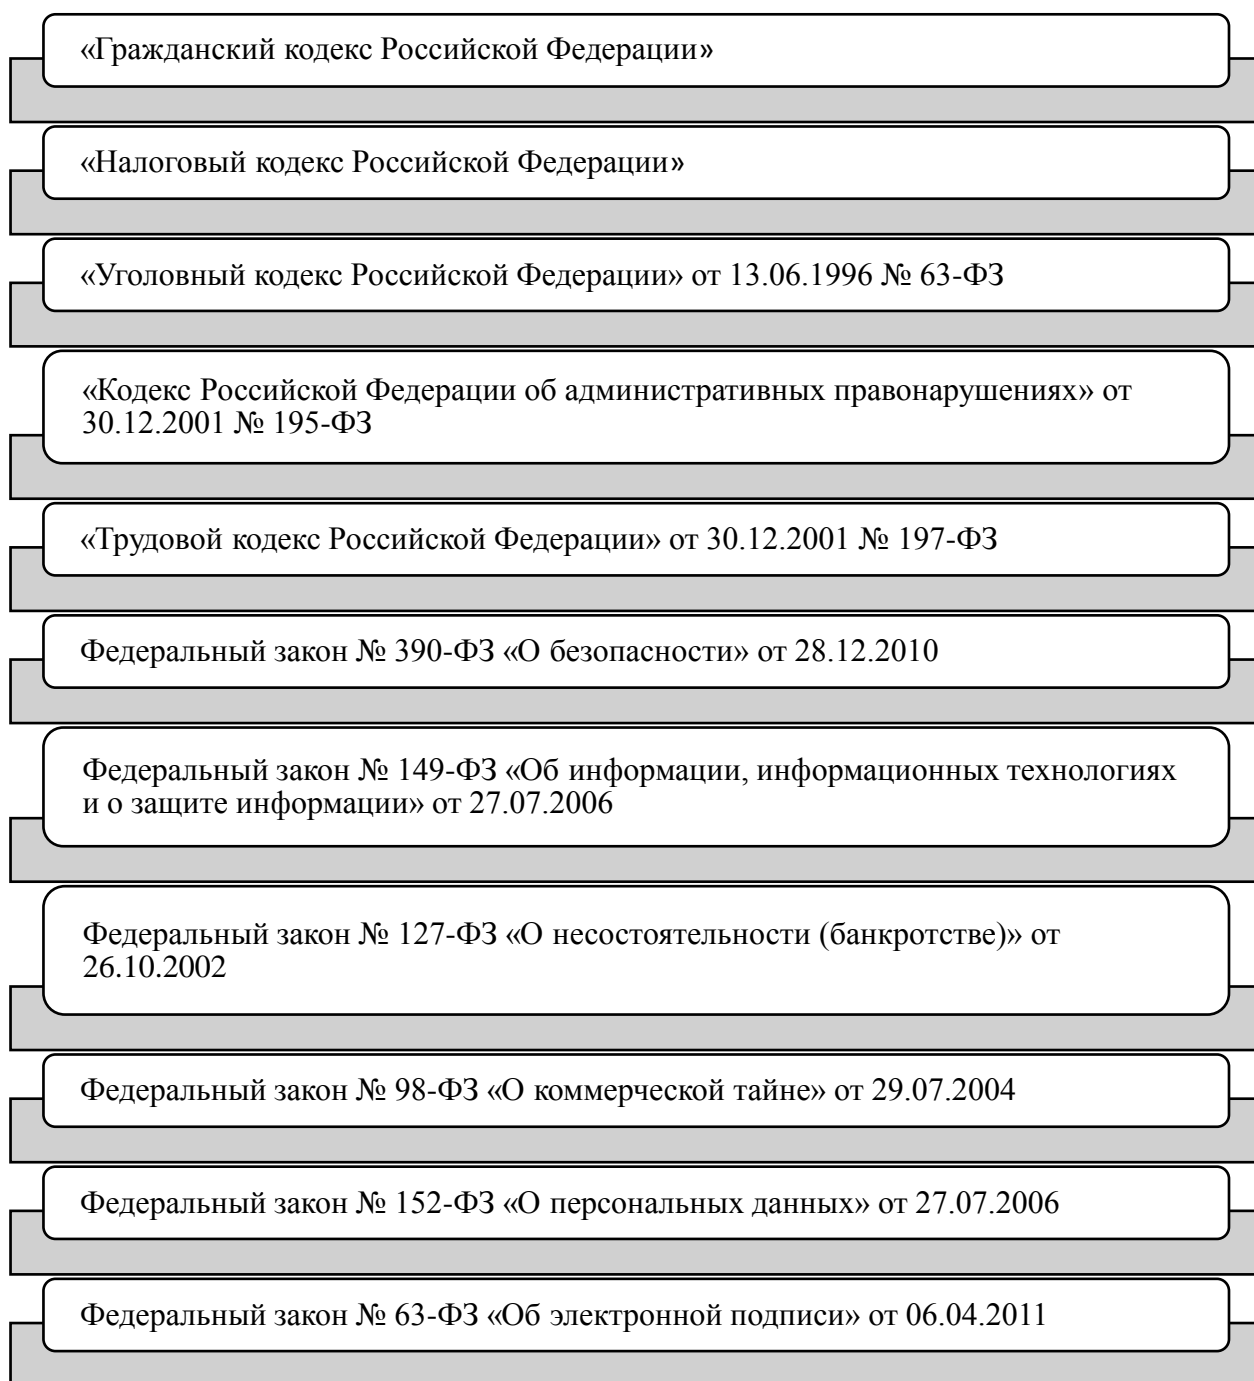 «Гражданский кодекс Российской Федерации»
«Налоговый кодекс Российской Федерации»
«Уголовный кодекс Российской Федерации» от 13.06.1996 № 63-ФЗ
«Кодекс Российской Федерации об административных правонарушениях» от
30.12.2001 № 195-ФЗ
«Трудовой кодекс Российской Федерации» от 30.12.2001 № 197-ФЗ
Федеральный закон № 390-ФЗ «О безопасности» от 28.12.2010
Федеральный закон № 149-ФЗ «Об информации, информационных технологиях
и о защите информации» от 27.07.2006
Федеральный закон № 127-ФЗ «О несостоятельности (банкротстве)» от
26.10.2002
Федеральный закон № 98-ФЗ «О коммерческой тайне» от 29.07.2004
Федеральный закон № 152-ФЗ «О персональных данных» от 27.07.2006
Федеральный закон № 63-ФЗ «Об электронной подписи» от 06.04.2011